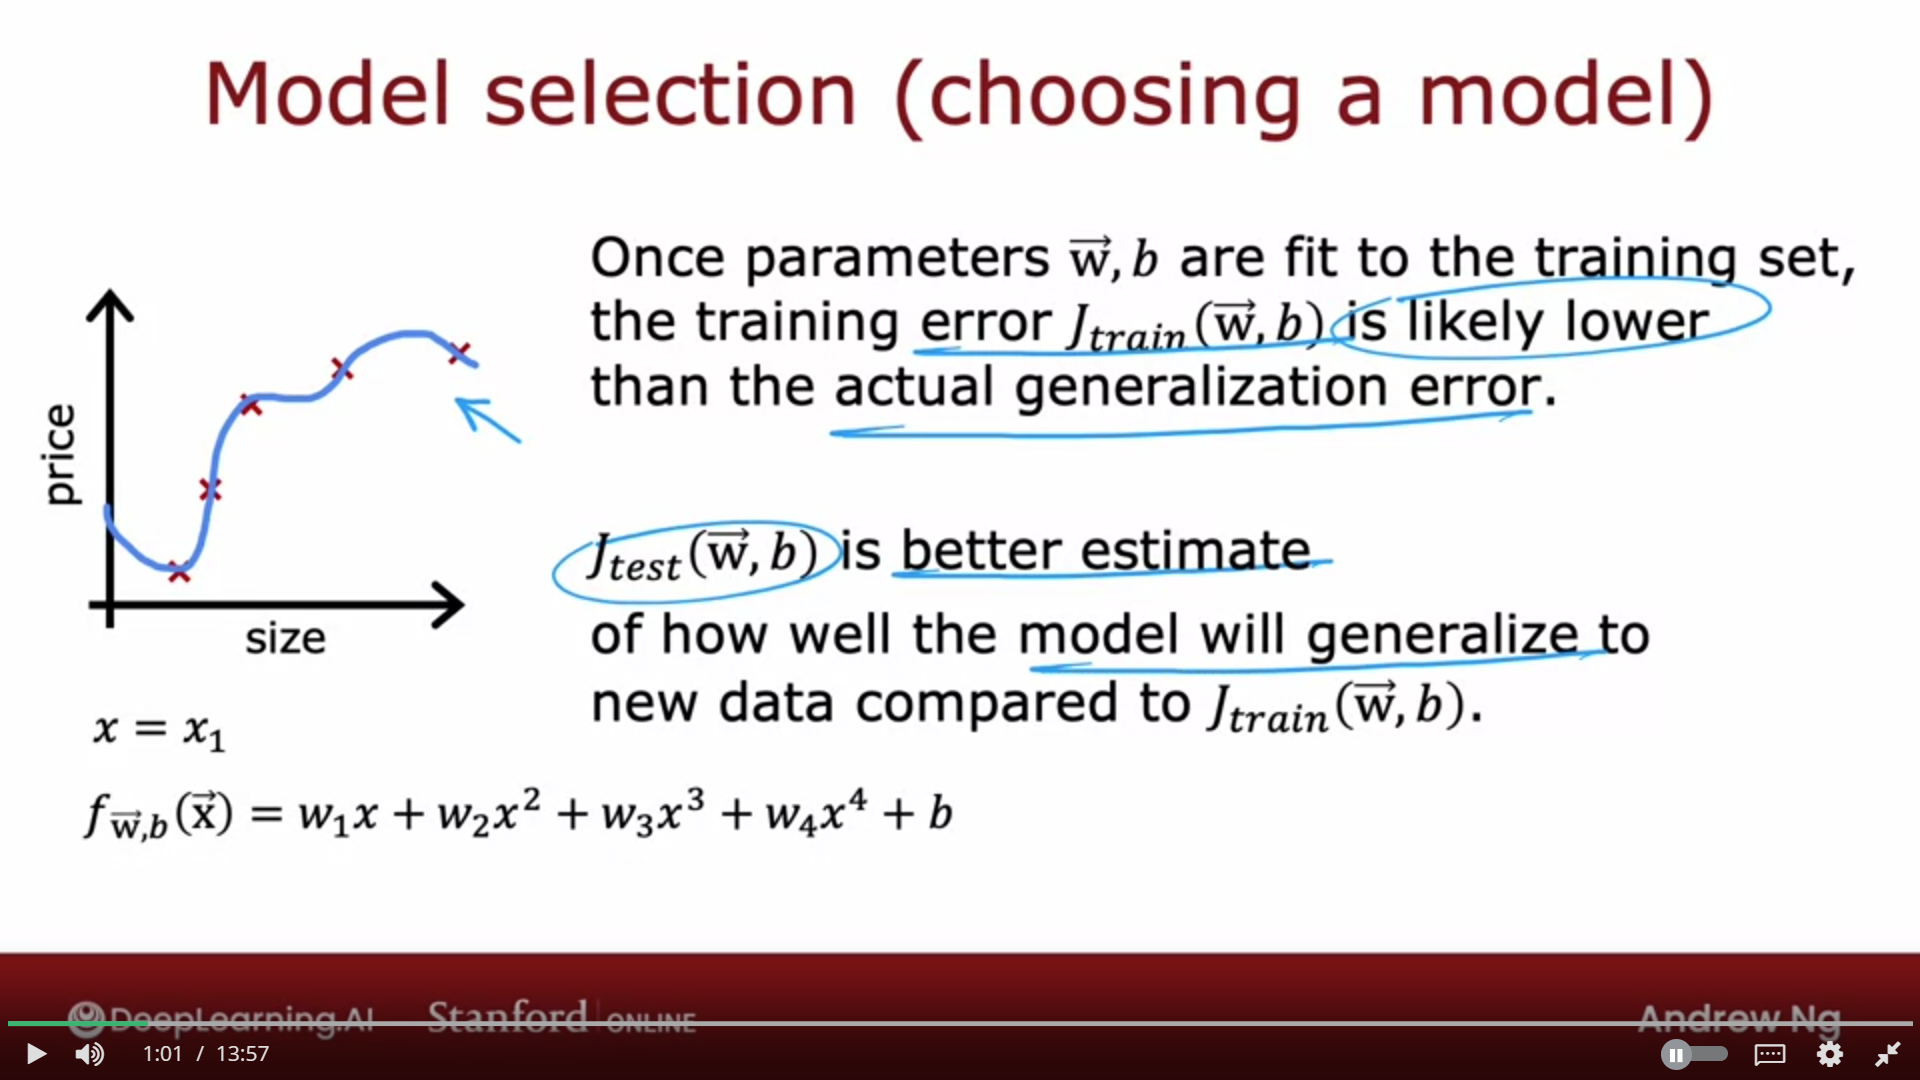 Model selection (choosing a model)
Once parameters w⃗, b are fit to the training set,
the training error J_train(w⃗, b) is likely lower
than the actual generalization error.
price
size
J_test(w⃗, b) is better estimate
of how well the model will generalize to
new data compared to J_train(w⃗, b).
x = x₁
f_w⃗,b(x⃗) = w₁x + w₂x² + w₃x³ + w₄x⁴ + b
DeepLearning.AI Stanford ONLINE Andrew Ng
1:01 / 13:57